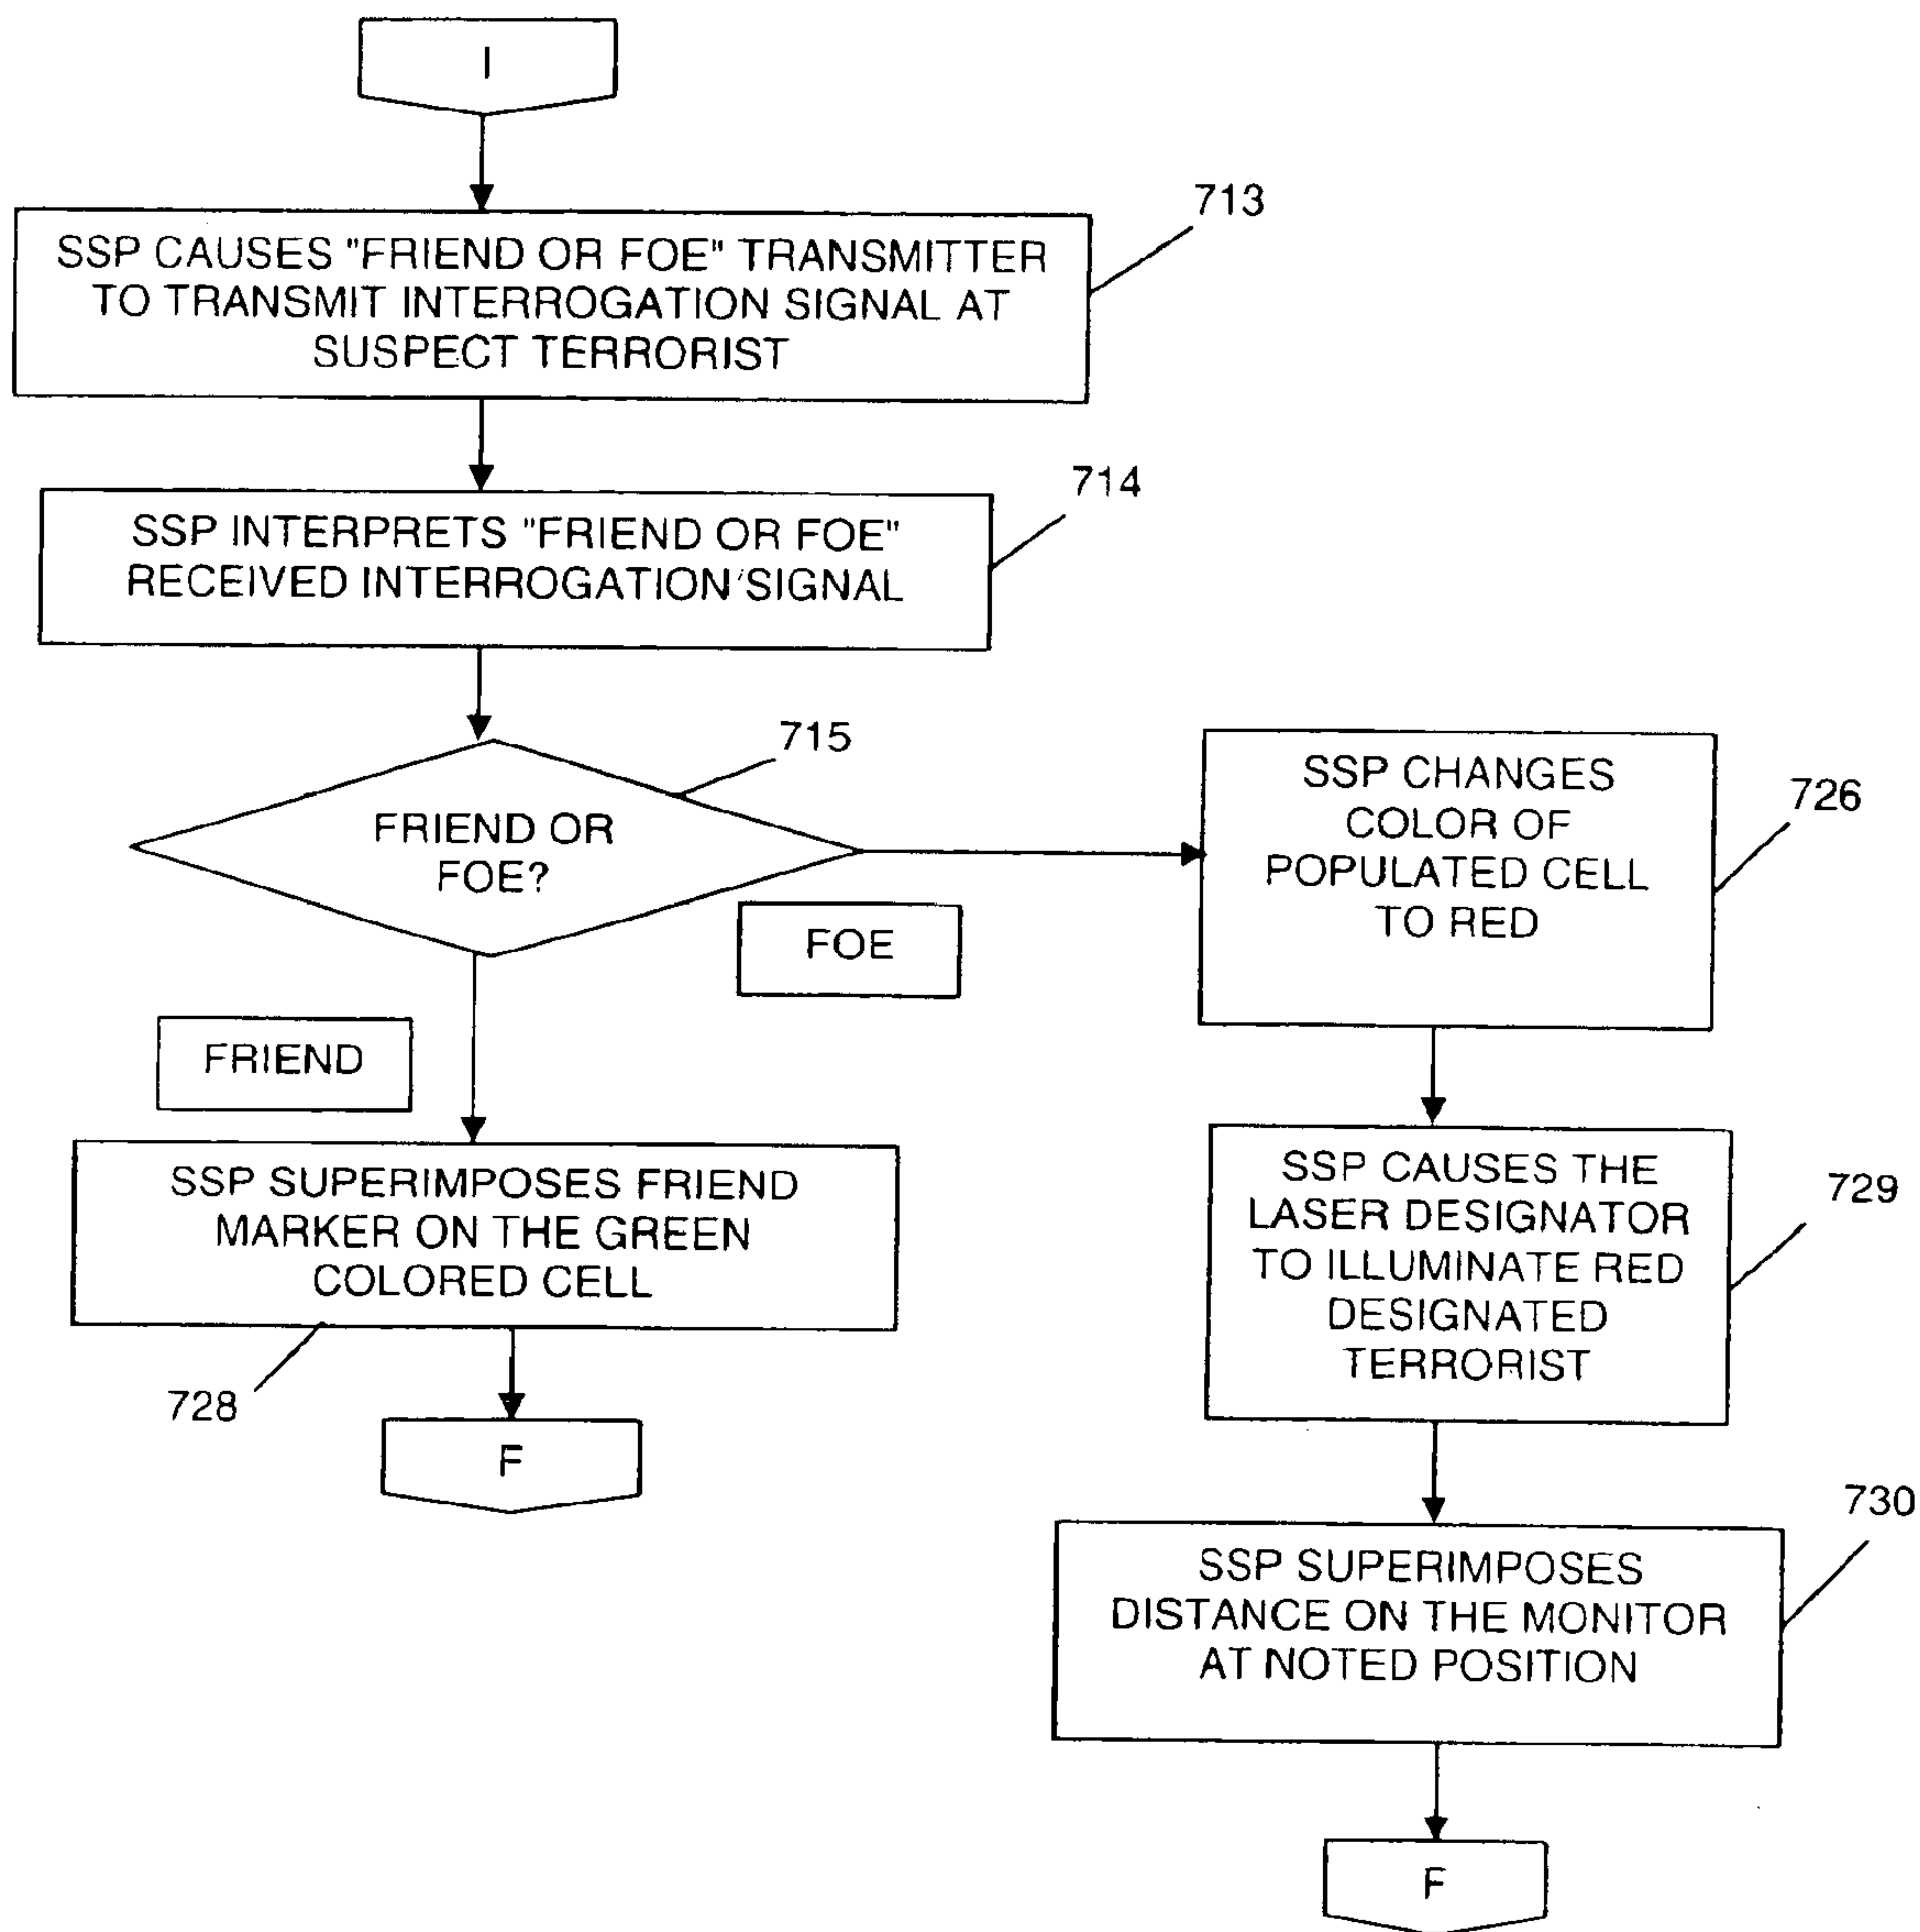 I
713
SSP CAUSES "FRIEND OR FOE" TRANSMITTER
TO TRANSMIT INTERROGATION SIGNAL AT
SUSPECT TERRORIST
714
SSP INTERPRETS "FRIEND OR FOE"
RECEIVED INTERROGATION SIGNAL
715
FRIEND OR
FOE?
FOE
FRIEND
SSP CHANGES
COLOR OF
POPULATED CELL
TO RED
726
SSP SUPERIMPOSES FRIEND
MARKER ON THE GREEN
COLORED CELL
728
F
SSP CAUSES THE
LASER DESIGNATOR
TO ILLUMINATE RED
DESIGNATED
TERRORIST
729
730
SSP SUPERIMPOSES
DISTANCE ON THE MONITOR
AT NOTED POSITION
F